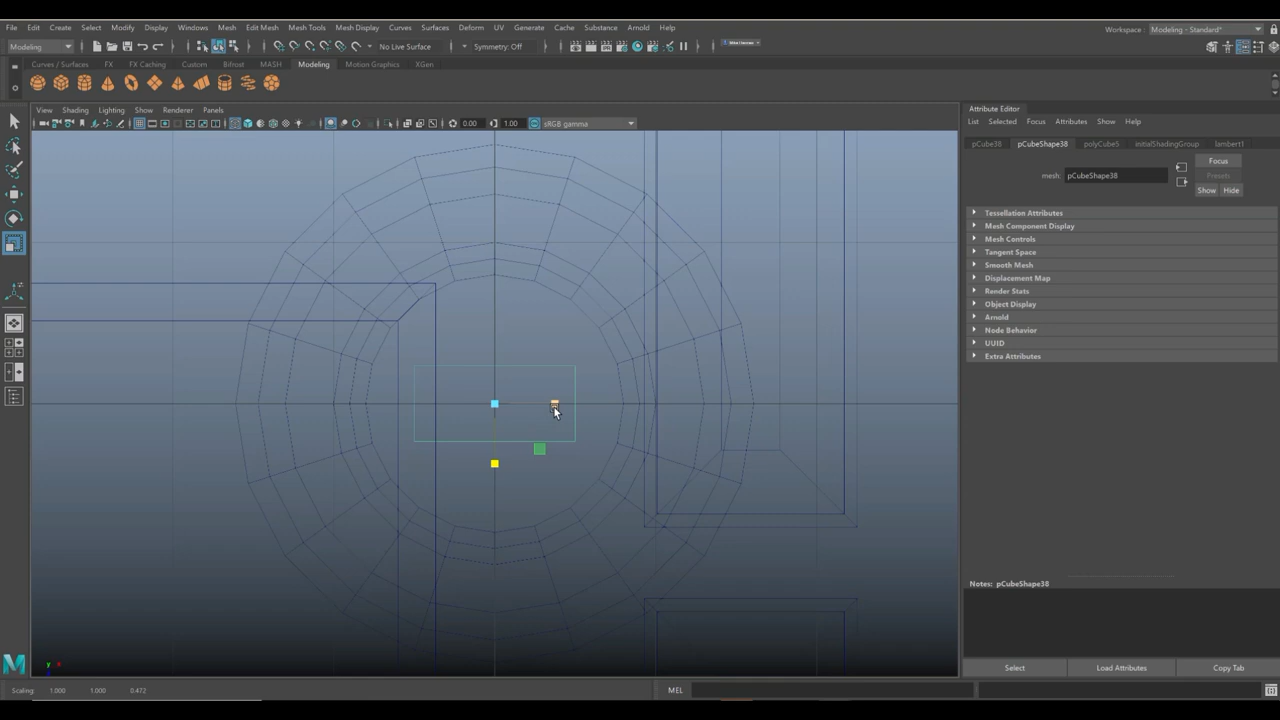 File Edit Create Select Modify Display Windows Mesh Edit Mesh Mesh Tools Mesh Display Curves Surfaces Deform UV Generate Cache Substance Arnold Help
Workspace : Modeling - Standard*
Modeling No Live Surface Symmetry: Off
Curves / Surfaces FX FX Caching Custom Bifrost MASH Modeling Motion Graphics XGen
View Shading Lighting Show Renderer Panels
0.00 1.00 sRGB gamma
Attribute Editor
List Selected Focus Attributes Show Help
pCube38 pCubeShape38 polyCube5 initialShadingGroup lambert1
mesh: pCubeShape38
Focus
Presets
Show Hide
Tessellation Attributes
Mesh Component Display
Mesh Controls
Tangent Space
Smooth Mesh
Displacement Map
Render Stats
Object Display
Arnold
Node Behavior
UUID
Extra Attributes
Notes: pCubeShape38
Select Load Attributes Copy Tab
y x
Scaling: 1.000 1.000 0.472
MEL